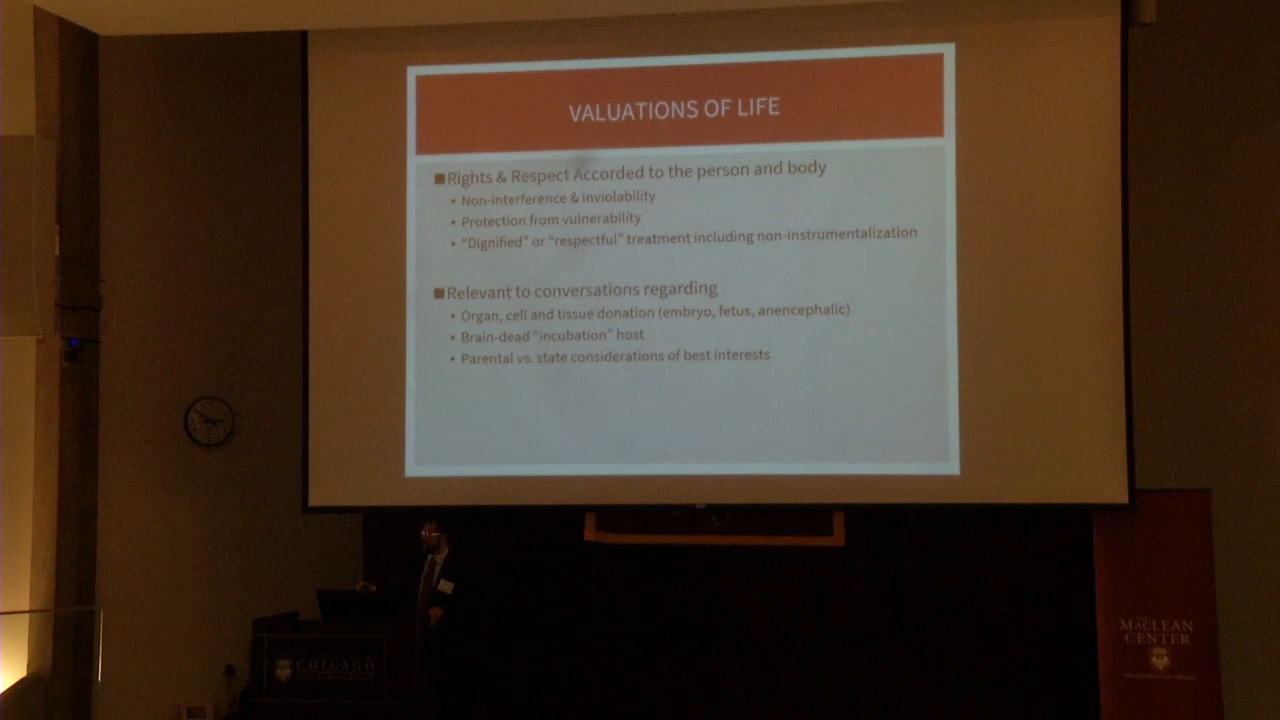 VALUATIONS OF LIFE
■Rights & Respect Accorded to the person and body
• Non-interference & inviolability
• Protection from vulnerability
• “Dignified” or “respectful” treatment including non-instrumentalization
■Relevant to conversations regarding
• Organ, cell and tissue donation (embryo, fetus, anencephalic)
• Brain-dead “incubation” host
• Parental vs. state considerations of best interests
CHICAGO
MACLEAN
CENTER